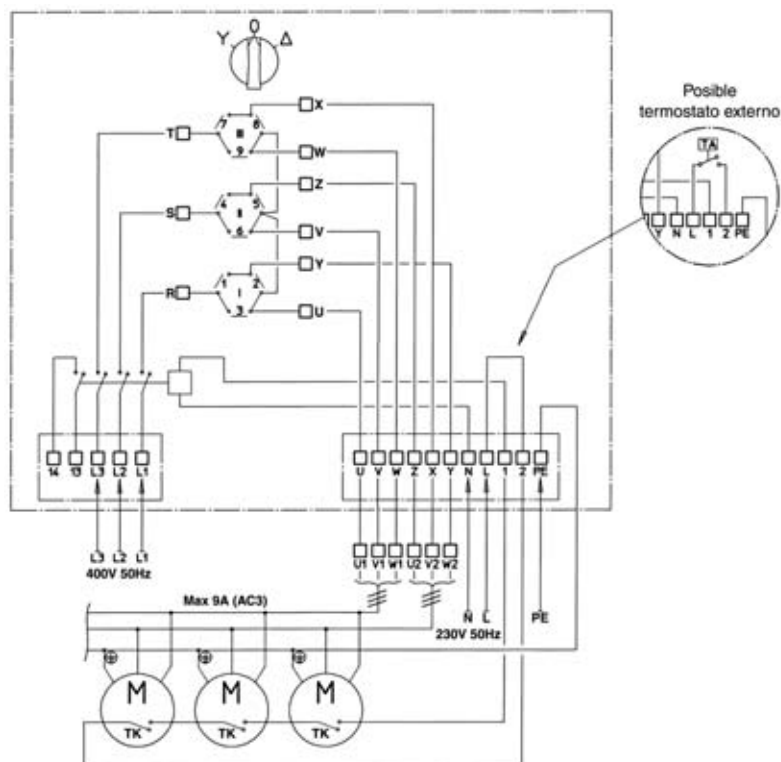 Y O Δ
Posible
termostato externo
TA
Y N L 1 2 PE
X
T 7 8
III
9 W
Z
S 4 5
II
6 V
Y
R 1 2
I
3 U
14 13 L3 L2 L1
U V W Z X Y N L 1 2 PE
L3 L2 L1
400V 50Hz
U1 V1 W1 U2 V2 W2
Max 9A (AC3)
N L PE
230V 50Hz
M M M
TK TK TK